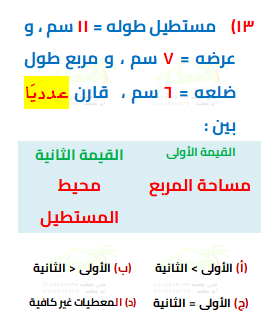 ١٣) مستطيل طوله = ١١ سم ، و
عرضه = ٧ سم ، و مربع طول
ضلعه = ٦ سم ، قارن عدديًا
بين :
القيمة الأولى القيمة الثانية
مساحة المربع محيط
المستطيل
(أ) الأولى > الثانية (ب) الأولى < الثانية
(ج) الأولى = الثانية (د) المعطيات غير كافية